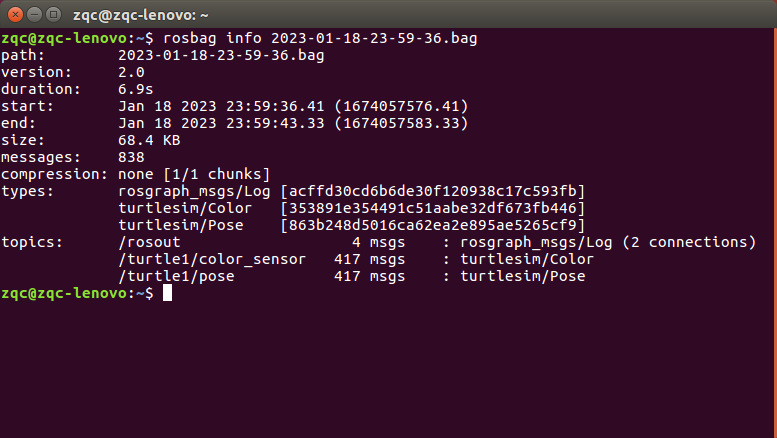 zqc@zqc-lenovo: ~
zqc@zqc-lenovo:~$ rosbag info 2023-01-18-23-59-36.bag
path:        2023-01-18-23-59-36.bag
version:     2.0
duration:    6.9s
start:       Jan 18 2023 23:59:36.41 (1674057576.41)
end:         Jan 18 2023 23:59:43.33 (1674057583.33)
size:        68.4 KB
messages:    838
compression: none [1/1 chunks]
types:       rosgraph_msgs/Log [acffd30cd6b6de30f120938c17c593fb]
             turtlesim/Color   [353891e354491c51aabe32df673fb446]
             turtlesim/Pose    [863b248d5016ca62ea2e895ae5265cf9]
topics:      /rosout                   4 msgs    : rosgraph_msgs/Log (2 connections)
             /turtle1/color_sensor   417 msgs    : turtlesim/Color
             /turtle1/pose           417 msgs    : turtlesim/Pose
zqc@zqc-lenovo:~$